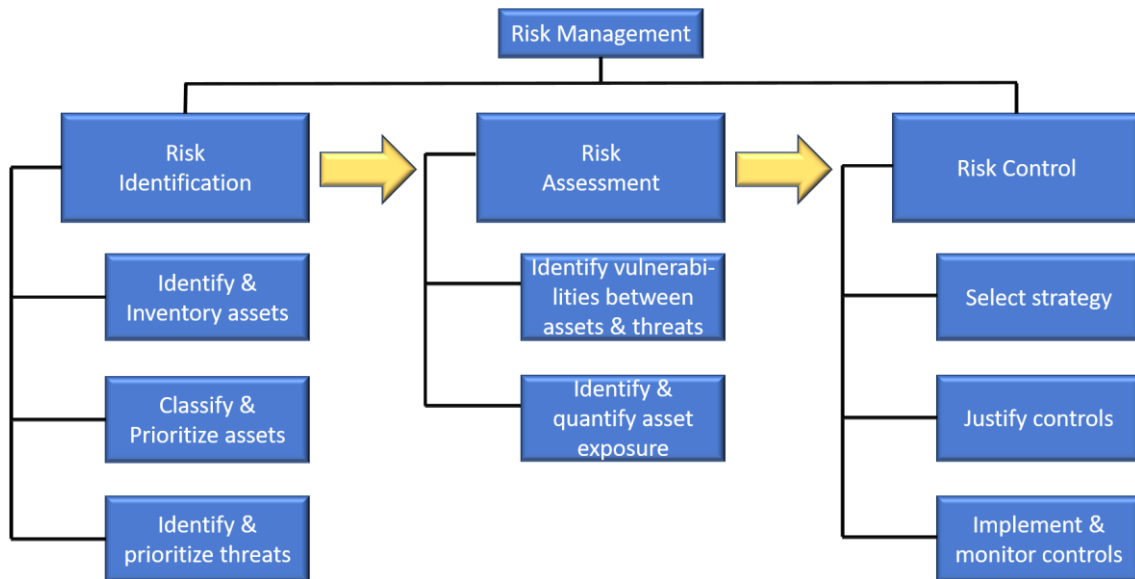 Risk Management
Risk
Identification
Identify &
Inventory assets
Classify &
Prioritize assets
Identify &
prioritize threats
Risk
Assessment
Identify vulnerabi-
lities between
assets & threats
Identify &
quantify asset
exposure
Risk Control
Select strategy
Justify controls
Implement &
monitor controls